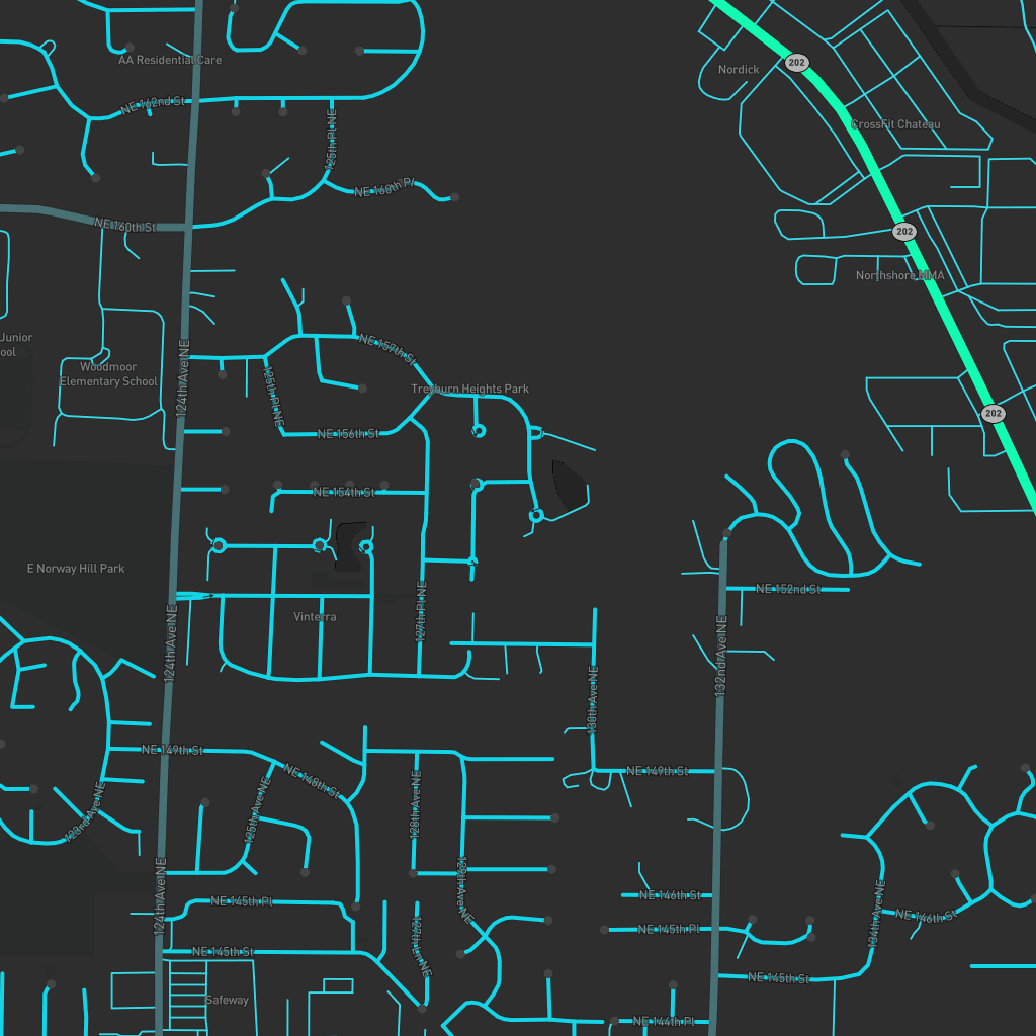 AA Residential Care
202
Nordick
NE 162nd St
125th Pl NE
CrossFit Chateau
NE 160th Pl
NE 160th St
202
Northshore MMA
Junior
ool
124th Ave NE
NE 157th St
Woodmoor
Elementary School
125th Pl NE
Treyburn Heights Park
202
NE 156th St
NE 154th St
E Norway Hill Park
NE 152nd St
Vinterra
127th Pl NE
124th Ave NE
132nd Ave NE
130th Ave NE
NE 149th St
NE 148th St
NE 149th St
123rd Ave NE
125th Ave NE
128th Ave NE
129th Ave NE
124th Ave NE
NE 146th St
NE 145th Pl
134th Ave NE
NE 146th St
NE 145th Pl
NE 145th St
NE 145th St
Safeway
NE 144th Pl